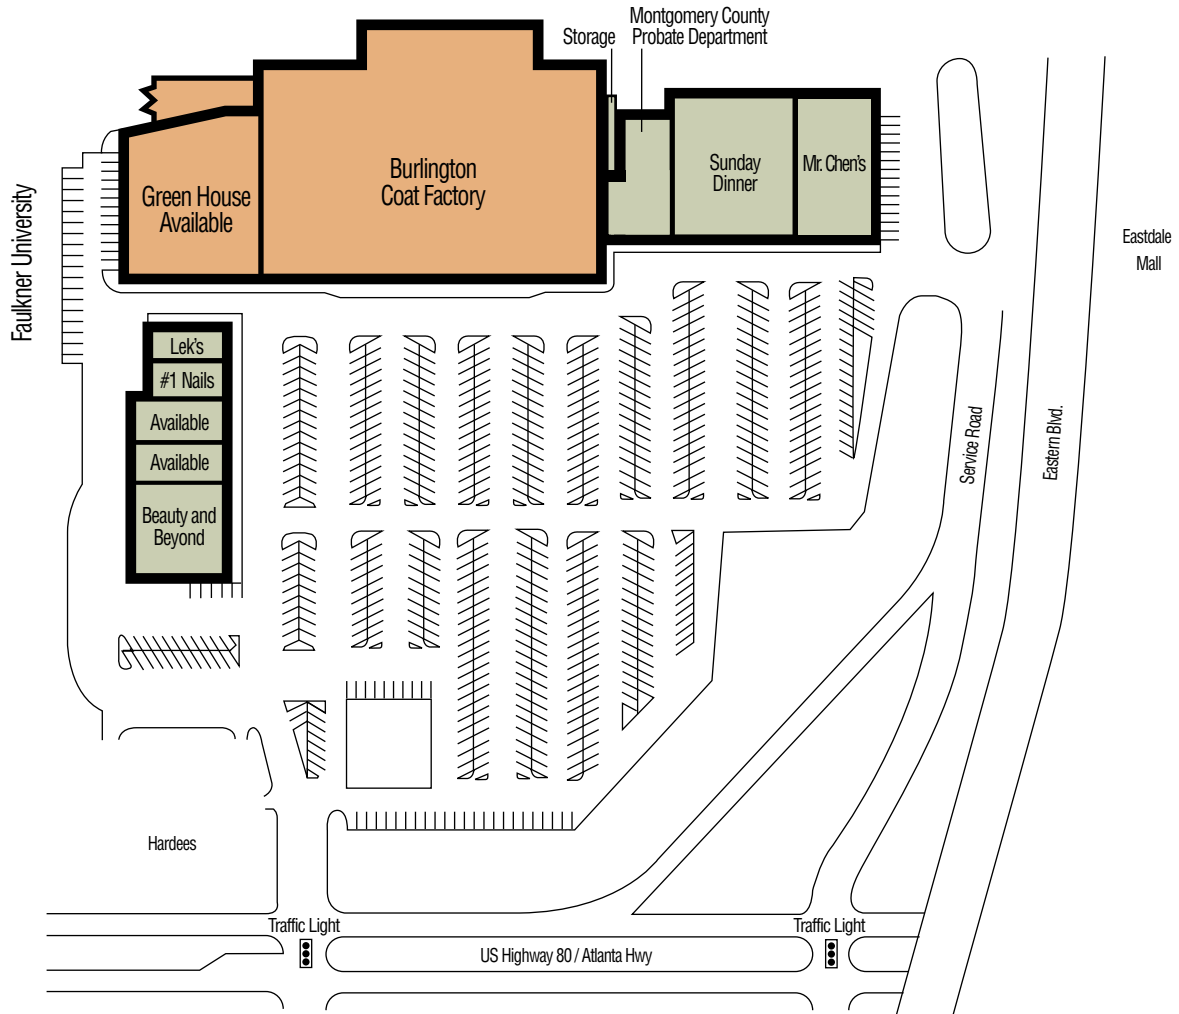 Montgomery County
Probate Department
Storage
Sunday
Dinner
Mr. Chen's
Burlington
Coat Factory
Green House
Available
Faulkner University
Eastdale
Mall
Lek's
#1 Nails
Available
Available
Beauty and
Beyond
Service Road
Eastern Blvd.
Hardees
Traffic Light
Traffic Light
US Highway 80 / Atlanta Hwy